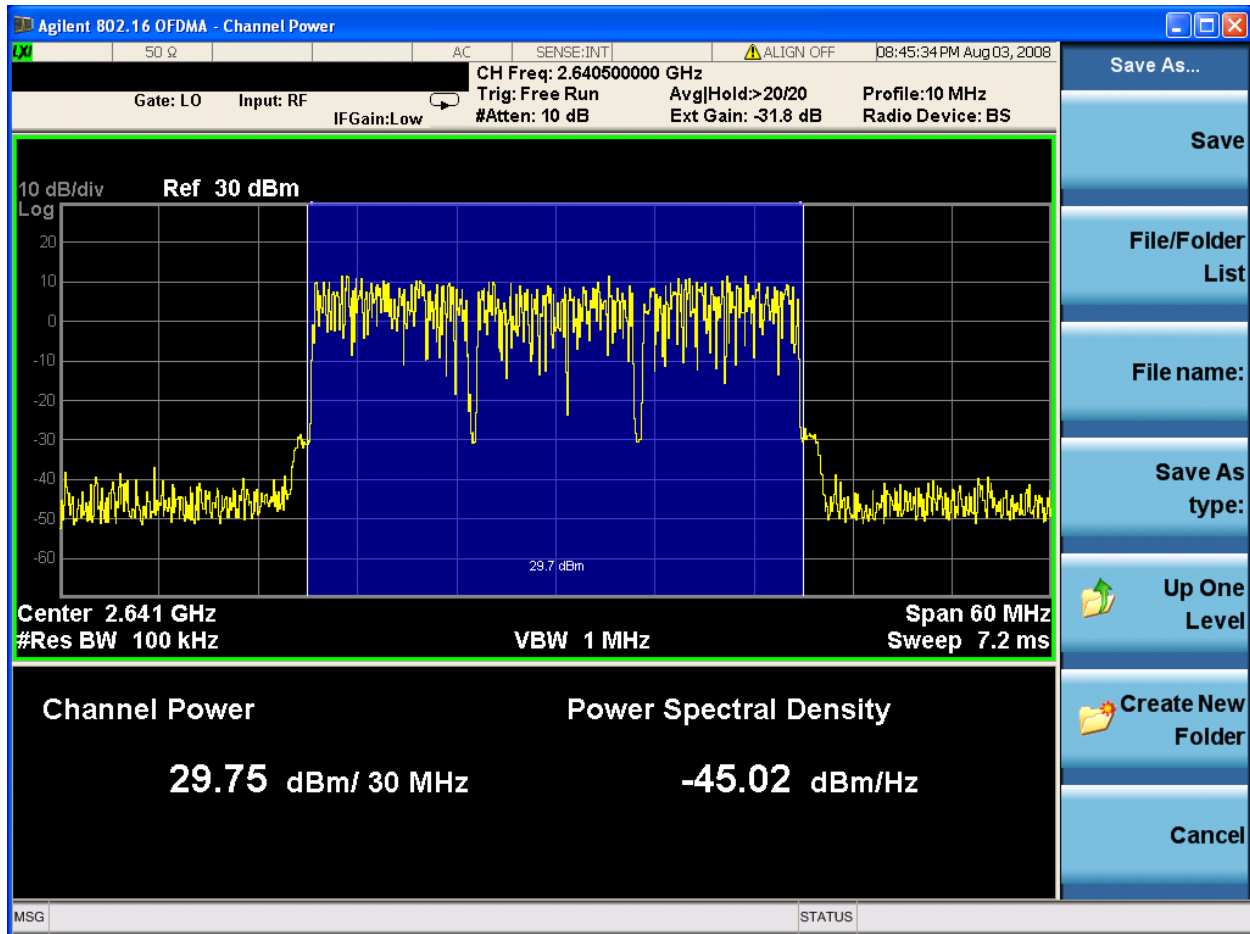 Agilent 802.16 OFDMA - Channel Power
LXI 50 Ω AC SENSE:INT ALIGN OFF 08:45:34 PM Aug 03, 2008
CH Freq: 2.640500000 GHz
Gate: LO Input: RF Trig: Free Run Avg|Hold:>20/20 Profile:10 MHz
IFGain:Low #Atten: 10 dB Ext Gain: -31.8 dB Radio Device: BS
10 dB/div Ref 30 dBm
Log
20
10
0
-10
-20
-30
-40
-50
-60
29.7 dBm
Center 2.641 GHz Span 60 MHz
#Res BW 100 kHz VBW 1 MHz Sweep 7.2 ms
Channel Power Power Spectral Density
29.75 dBm/ 30 MHz -45.02 dBm/Hz
MSG STATUS
Save As...
Save
File/Folder
List
File name:
Save As
type:
Up One
Level
Create New
Folder
Cancel